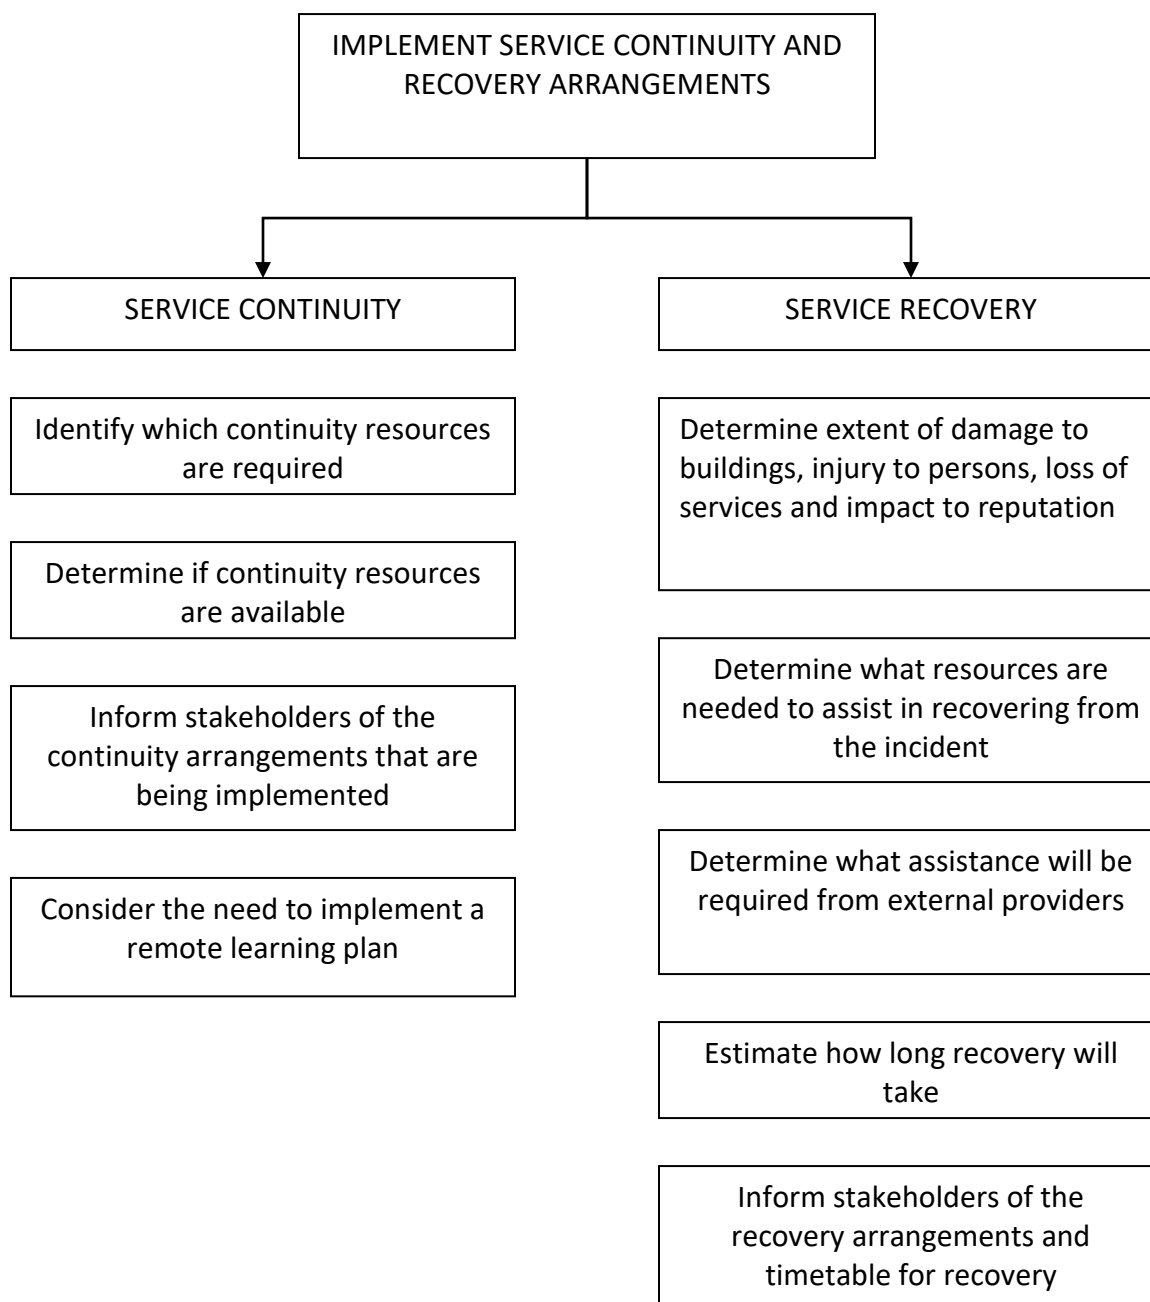 IMPLEMENT SERVICE CONTINUITY AND
RECOVERY ARRANGEMENTS
SERVICE CONTINUITY
Identify which continuity resources
are required
Determine if continuity resources
are available
Inform stakeholders of the
continuity arrangements that are
being implemented
Consider the need to implement a
remote learning plan
SERVICE RECOVERY
Determine extent of damage to
buildings, injury to persons, loss of
services and impact to reputation
Determine what resources are
needed to assist in recovering from
the incident
Determine what assistance will be
required from external providers
Estimate how long recovery will
take
Inform stakeholders of the
recovery arrangements and
timetable for recovery